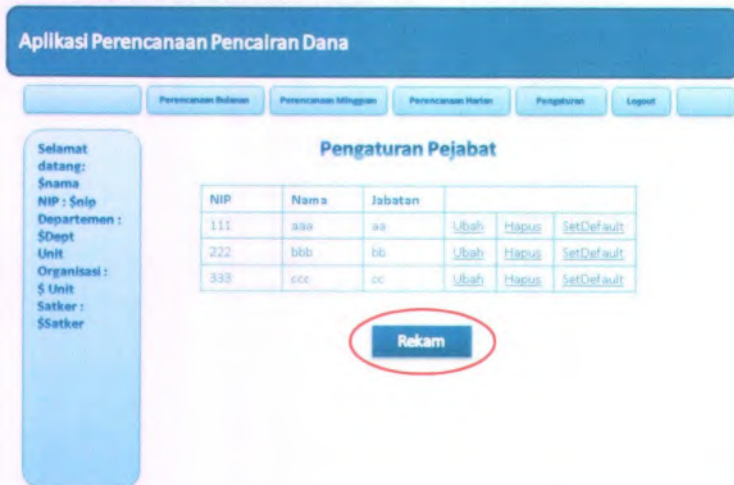 Aplikasi Perencanaan Pencairan Dana
Perencanaan Bulanan Perencanaan Mingguan Perencanaan Harian Pengaturan Logout
Selamat
datang:
$nama
NIP : $nip
Departemen :
$Dept
Unit
Organisasi :
$ Unit
Satker :
$Satker
Pengaturan Pejabat
NIP Nama Jabatan
111 aaa aa Ubah Hapus SetDefault
222 bbb bb Ubah Hapus SetDefault
333 ccc cc Ubah Hapus SetDefault
Rekam